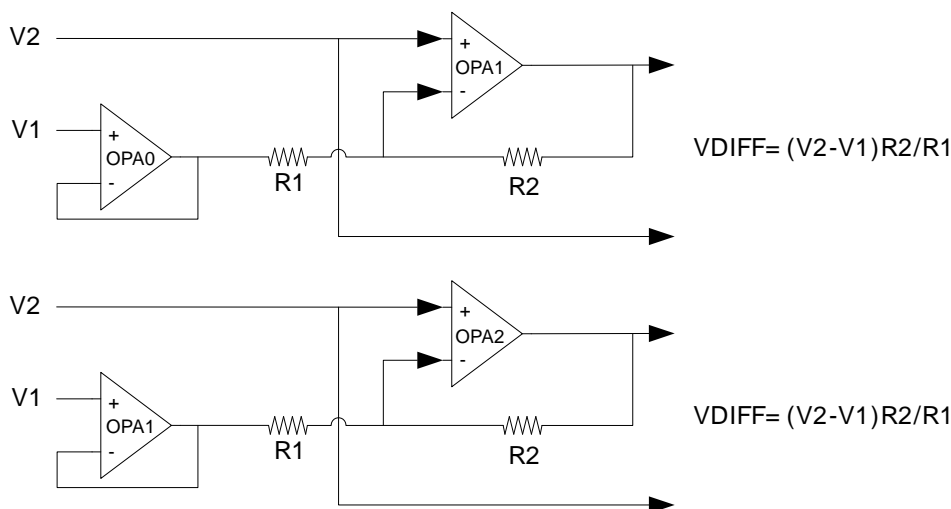 V2
+
OPA1
-
V1
+
OPA0
-
R1
R2
VDIFF= (V2-V1)R2/R1
V2
+
OPA2
-
V1
+
OPA1
-
R1
R2
VDIFF= (V2-V1)R2/R1